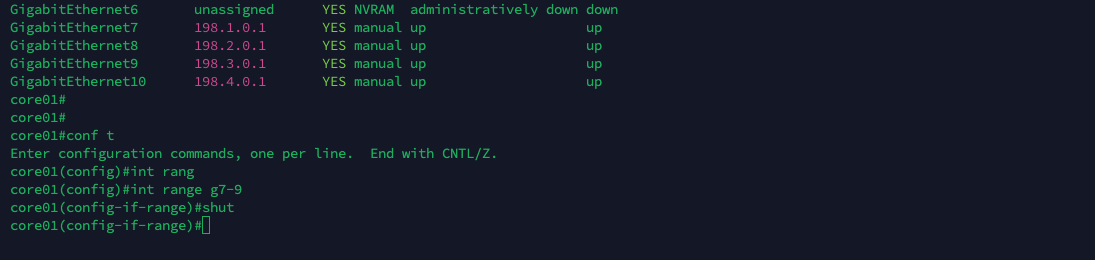 GigabitEthernet6       unassigned      YES NVRAM  administratively down down
GigabitEthernet7       198.1.0.1       YES manual up                    up
GigabitEthernet8       198.2.0.1       YES manual up                    up
GigabitEthernet9       198.3.0.1       YES manual up                    up
GigabitEthernet10      198.4.0.1       YES manual up                    up
core01#
core01#
core01#conf t
Enter configuration commands, one per line.  End with CNTL/Z.
core01(config)#int rang
core01(config)#int range g7-9
core01(config-if-range)#shut
core01(config-if-range)#